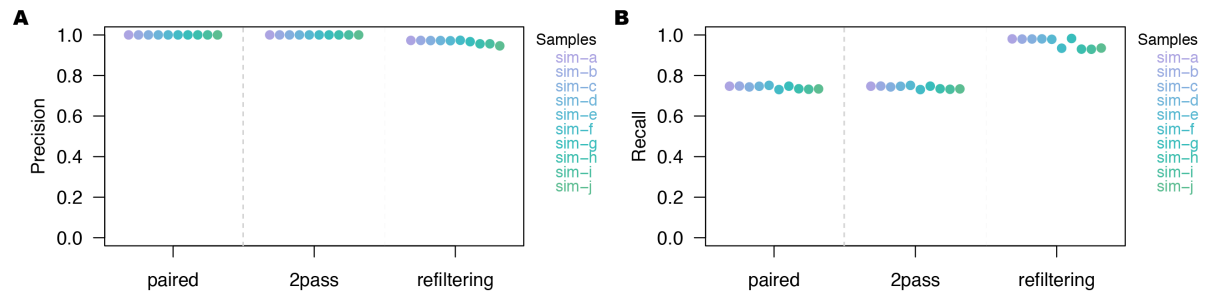 A
Precision
1.0
0.8
0.6
0.4
0.2
0.0
paired
2pass
refiltering
Samples
sim−a
sim−b
sim−c
sim−d
sim−e
sim−f
sim−g
sim−h
sim−i
sim−j
B
Recall
1.0
0.8
0.6
0.4
0.2
0.0
paired
2pass
refiltering
Samples
sim−a
sim−b
sim−c
sim−d
sim−e
sim−f
sim−g
sim−h
sim−i
sim−j